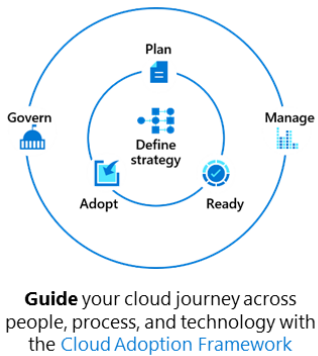 Plan
Govern
Manage
Define
strategy
Adopt
Ready
Guide your cloud journey across
people, process, and technology with
the Cloud Adoption Framework